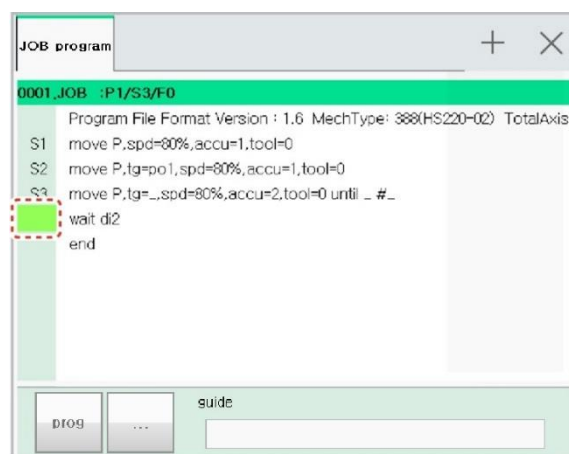 JOB program
0001,JOB :P1/S3/F0
Program File Format Version : 1.6 MechType: 388(HS220-02) TotalAxis
S1 move P,spd=80%,accu=1,tool=0
S2 move P,tg=po1,spd=80%,accu=1,tool=0
S3 move P,tg=_,spd=80%,accu=2,tool=0 until _ #_
wait di2
end
guide
prog ...